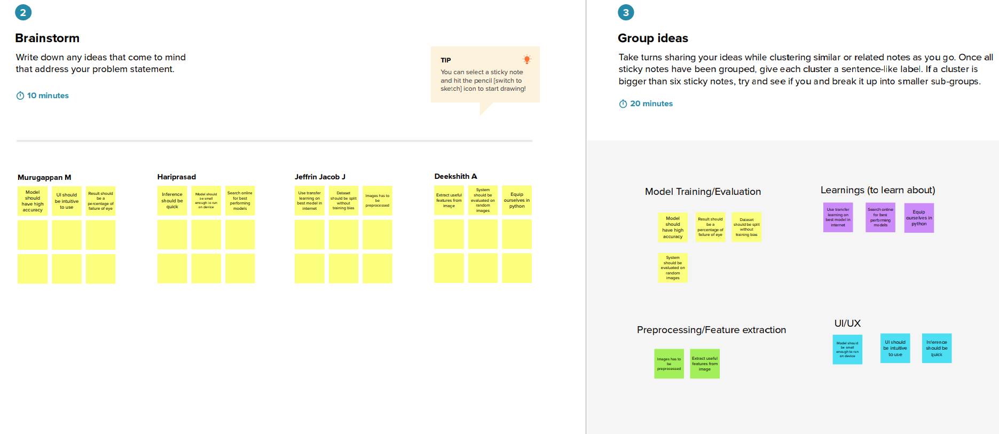 2
Brainstorm
Write down any ideas that come to mind
that address your problem statement.
10 minutes
TIP
You can select a sticky note
and hit the pencil [switch to
sketch] icon to start drawing!
Murugappan M
Model
should
have high
accuracy
UI should
be intuitive
to use
Result should
be a
percentage of
failure of eye
Hariprasad
Inference
should be
quick
Model should
be small
enough to run
on device
Search online
for best
performing
models
Jeffrin Jacob J
Use transfer
learning on
best model in
internet
Dataset
should be split
without
training bias
Images has to
be
preprocessed
Deekshith A
Extract useful
features from
image
System
should be
evaluated on
random
images
Equip
ourselves in
python
3
Group ideas
Take turns sharing your ideas while clustering similar or related notes as you go. Once all
sticky notes have been grouped, give each cluster a sentence-like label. If a cluster is
bigger than six sticky notes, try and see if you and break it up into smaller sub-groups.
20 minutes
Model Training/Evaluation
Model
should
have high
accuracy
Result should
be a
percentage of
failure of eye
Dataset
should be split
without
training bias
System
should be
evaluated on
random
images
Learnings (to learn about)
Use transfer
learning on
best model in
internet
Search online
for best
performing
models
Equip
ourselves in
python
Preprocessing/Feature extraction
Images has to
be
preprocessed
Extract useful
features from
image
UI/UX
Model should
be small
enough to run
on device
UI should
be intuitive
to use
Inference
should be
quick